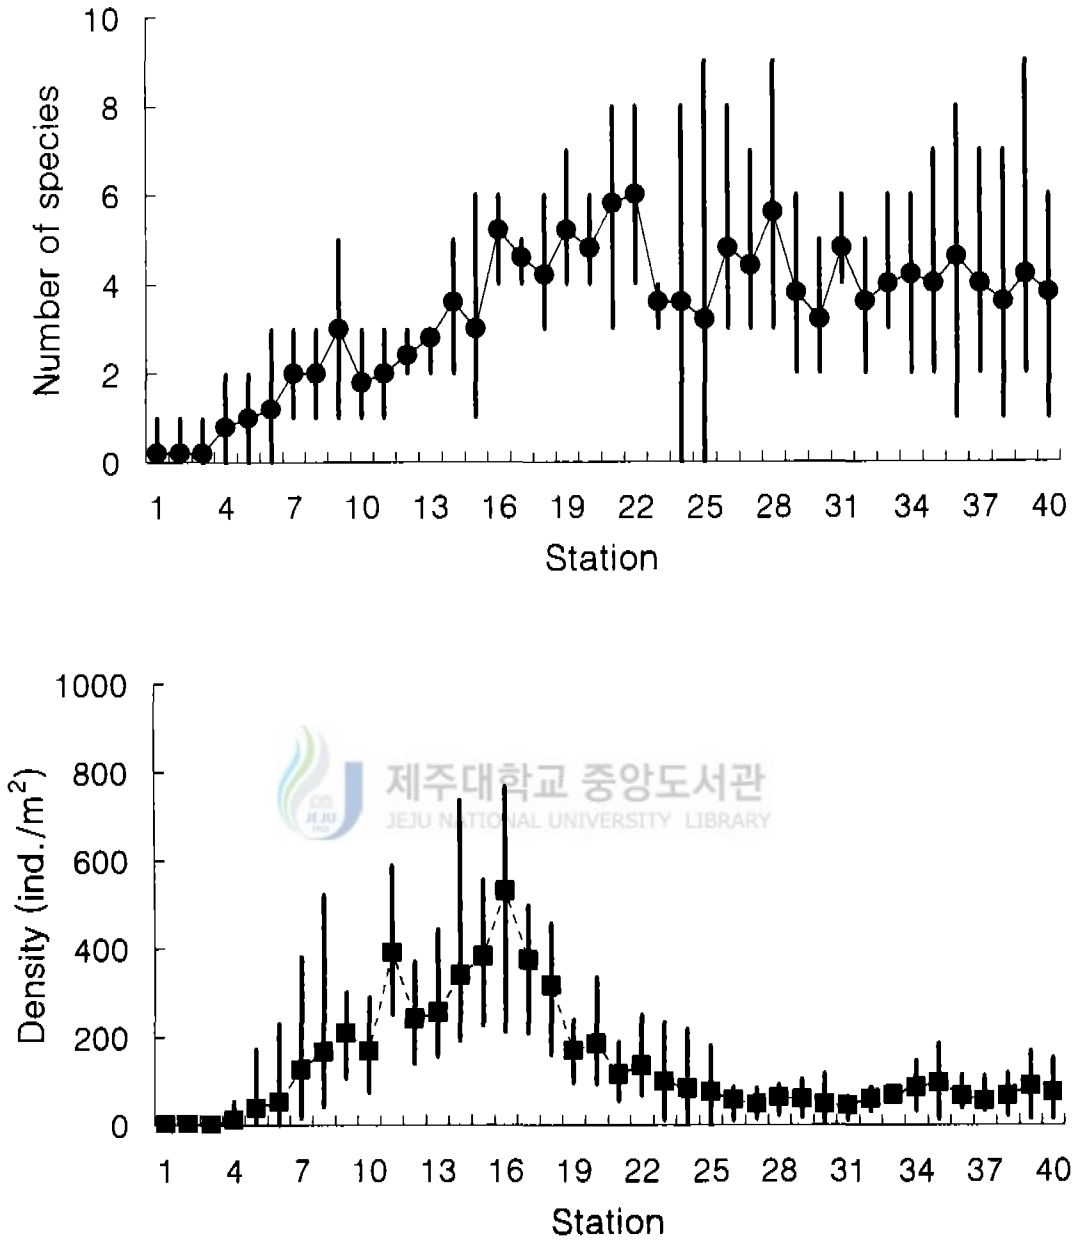 10
8
6
4
2
0
Number of species
1 4 7 10 13 16 19 22 25 28 31 34 37 40
Station
1000
800
600
400
200
0
Density (ind./m²)
제주대학교 중앙도서관
JEJU NATIONAL UNIVERSITY LIBRARY
JEJU
1952
1 4 7 10 13 16 19 22 25 28 31 34 37 40
Station